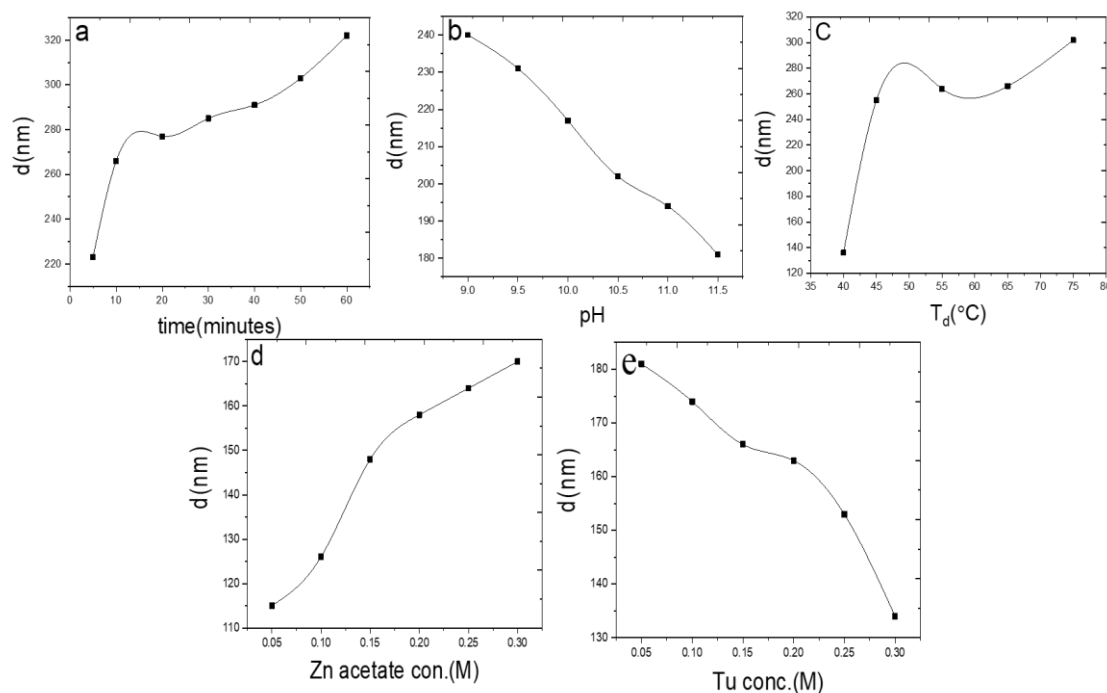 a
320
300
280
260
240
220
d(nm)
0 10 20 30 40 50 60
time(minutes)
b
240
230
220
210
200
190
180
d(nm)
9.0 9.5 10.0 10.5 11.0 11.5
pH
C
320
300
280
260
240
220
200
180
160
140
120
d(nm)
35 40 45 50 55 60 65 70 75 80
T_d(°C)
d
170
160
150
140
130
120
110
d(nm)
0.05 0.10 0.15 0.20 0.25 0.30
Zn acetate con.(M)
e
180
170
160
150
140
130
d(nm)
0.05 0.10 0.15 0.20 0.25 0.30
Tu conc.(M)